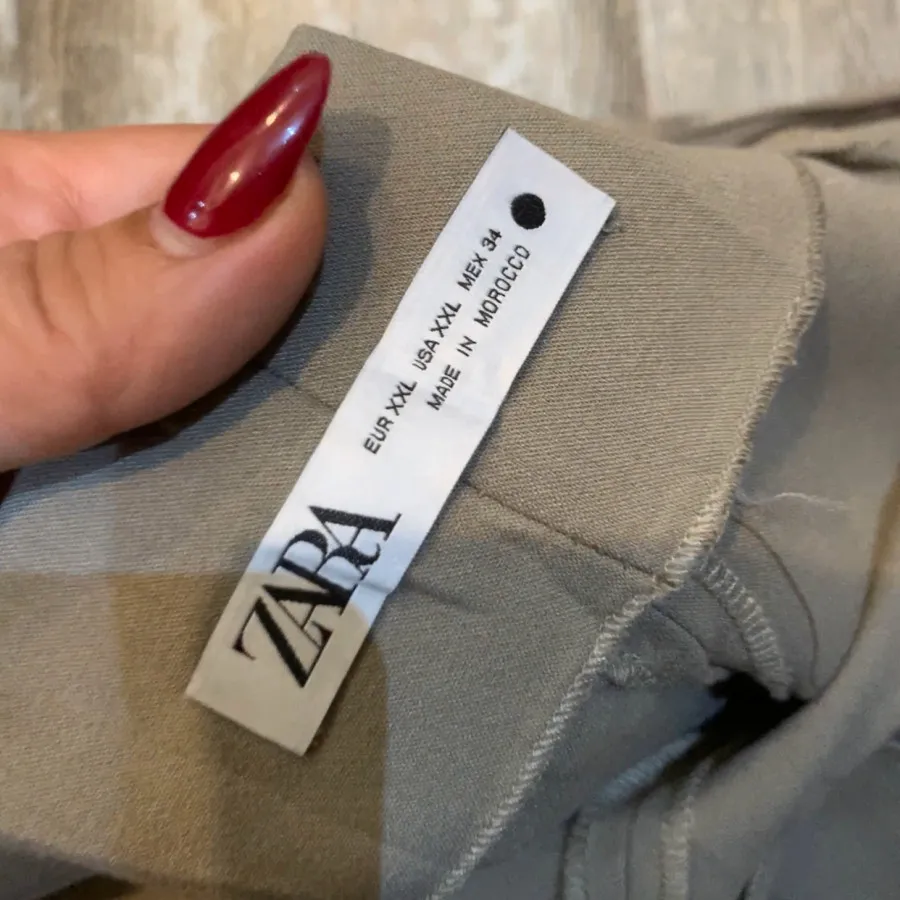 ZARA
EUR XXL USA XXL MEX 34
MADE IN MOROCCO